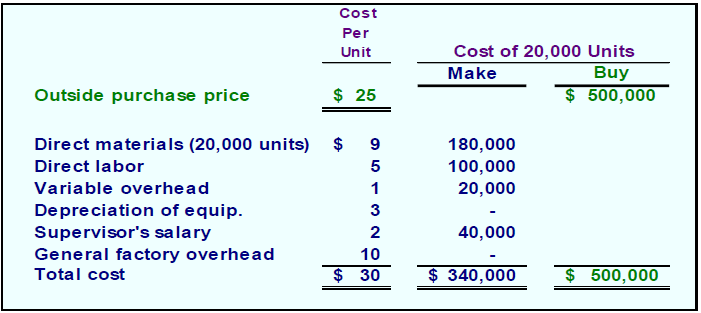 Cost
Per
Unit Cost of 20,000 Units
Make Buy
Outside purchase price $ 25 $ 500,000
Direct materials (20,000 units) $ 9 180,000
Direct labor 5 100,000
Variable overhead 1 20,000
Depreciation of equip. 3 -
Supervisor's salary 2 40,000
General factory overhead 10 -
Total cost $ 30 $ 340,000 $ 500,000